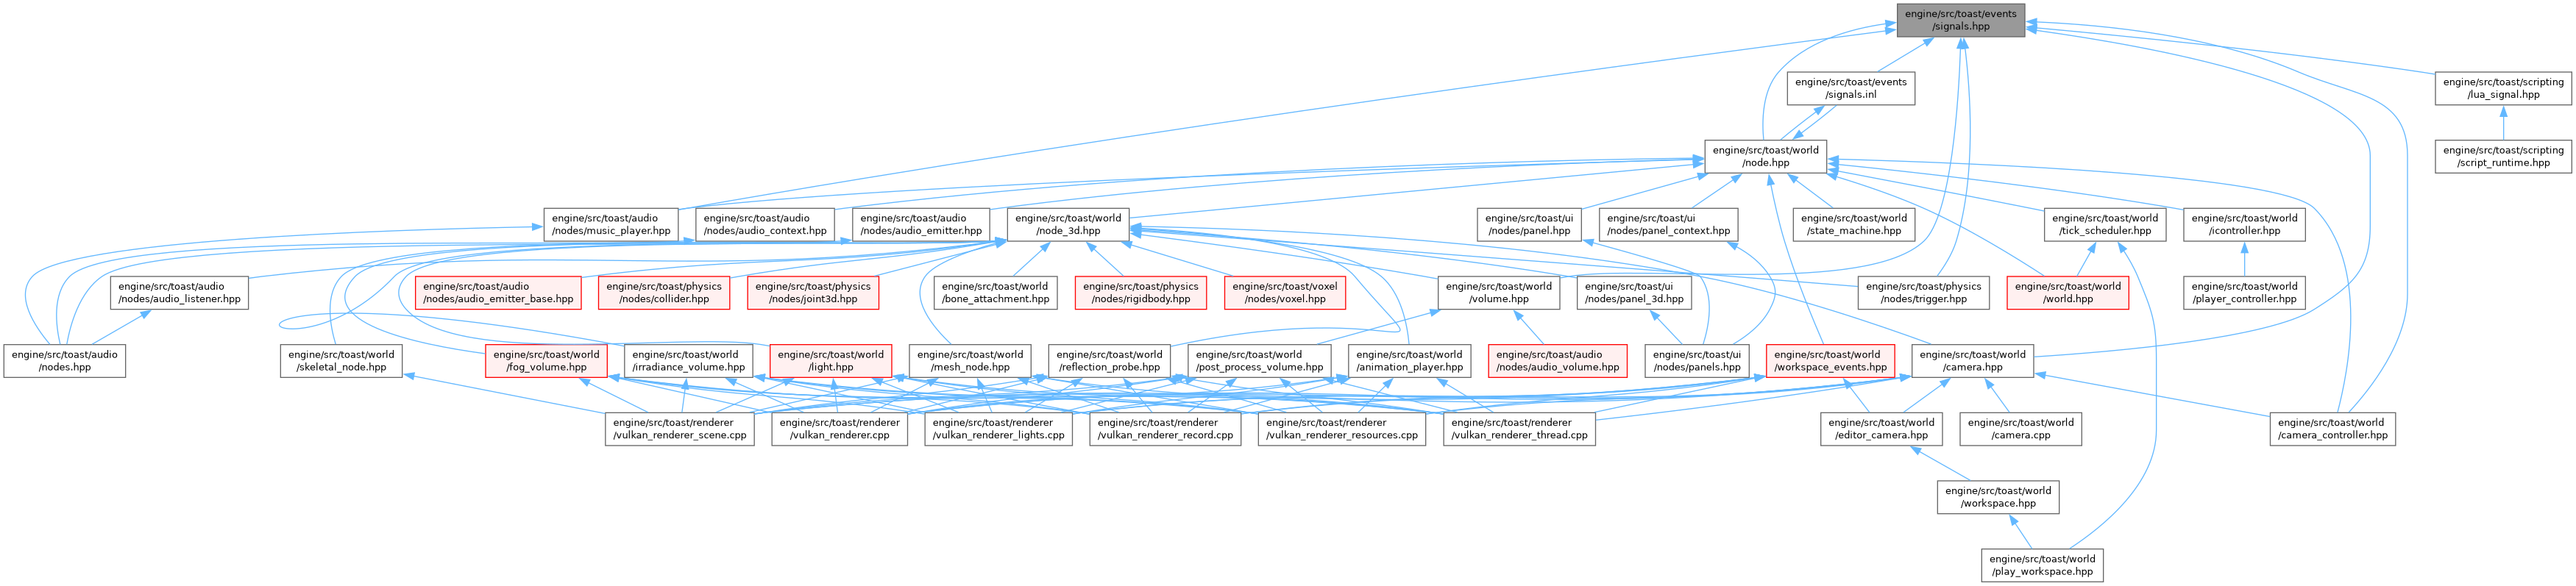 engine/src/toast/events
/signals.hpp
engine/src/toast/events
/signals.inl
engine/src/toast/scripting
/lua_signal.hpp
engine/src/toast/world
/node.hpp
engine/src/toast/scripting
/script_runtime.hpp
engine/src/toast/audio
/nodes/music_player.hpp
engine/src/toast/audio
/nodes/audio_context.hpp
engine/src/toast/audio
/nodes/audio_emitter.hpp
engine/src/toast/world
/node_3d.hpp
engine/src/toast/ui
/nodes/panel.hpp
engine/src/toast/ui
/nodes/panel_context.hpp
engine/src/toast/world
/state_machine.hpp
engine/src/toast/world
/tick_scheduler.hpp
engine/src/toast/world
/icontroller.hpp
engine/src/toast/audio
/nodes/audio_listener.hpp
engine/src/toast/audio
/nodes/audio_emitter_base.hpp
engine/src/toast/physics
/nodes/collider.hpp
engine/src/toast/physics
/nodes/joint3d.hpp
engine/src/toast/world
/bone_attachment.hpp
engine/src/toast/physics
/nodes/rigidbody.hpp
engine/src/toast/voxel
/nodes/voxel.hpp
engine/src/toast/world
/volume.hpp
engine/src/toast/ui
/nodes/panel_3d.hpp
engine/src/toast/physics
/nodes/trigger.hpp
engine/src/toast/world
/world.hpp
engine/src/toast/world
/player_controller.hpp
engine/src/toast/audio
/nodes.hpp
engine/src/toast/world
/skeletal_node.hpp
engine/src/toast/world
/fog_volume.hpp
engine/src/toast/world
/irradiance_volume.hpp
engine/src/toast/world
/light.hpp
engine/src/toast/world
/mesh_node.hpp
engine/src/toast/world
/reflection_probe.hpp
engine/src/toast/world
/post_process_volume.hpp
engine/src/toast/world
/animation_player.hpp
engine/src/toast/audio
/nodes/audio_volume.hpp
engine/src/toast/ui
/nodes/panels.hpp
engine/src/toast/world
/workspace_events.hpp
engine/src/toast/world
/camera.hpp
engine/src/toast/renderer
/vulkan_renderer_scene.cpp
engine/src/toast/renderer
/vulkan_renderer.cpp
engine/src/toast/renderer
/vulkan_renderer_lights.cpp
engine/src/toast/renderer
/vulkan_renderer_record.cpp
engine/src/toast/renderer
/vulkan_renderer_resources.cpp
engine/src/toast/renderer
/vulkan_renderer_thread.cpp
engine/src/toast/world
/editor_camera.hpp
engine/src/toast/world
/camera.cpp
engine/src/toast/world
/camera_controller.hpp
engine/src/toast/world
/workspace.hpp
engine/src/toast/world
/play_workspace.hpp